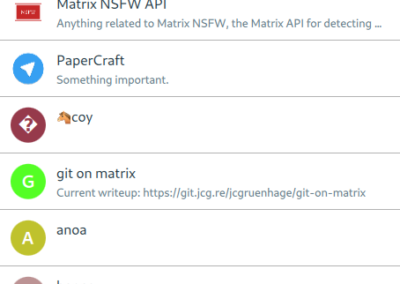 Matrix NSFW API
Anything related to Matrix NSFW, the Matrix API for detecting ...
PaperCraft
Something important.
🐴coy
git on matrix
G
Current writeup: https://git.jcg.re/jcgruenhage/git-on-matrix
anoa
A